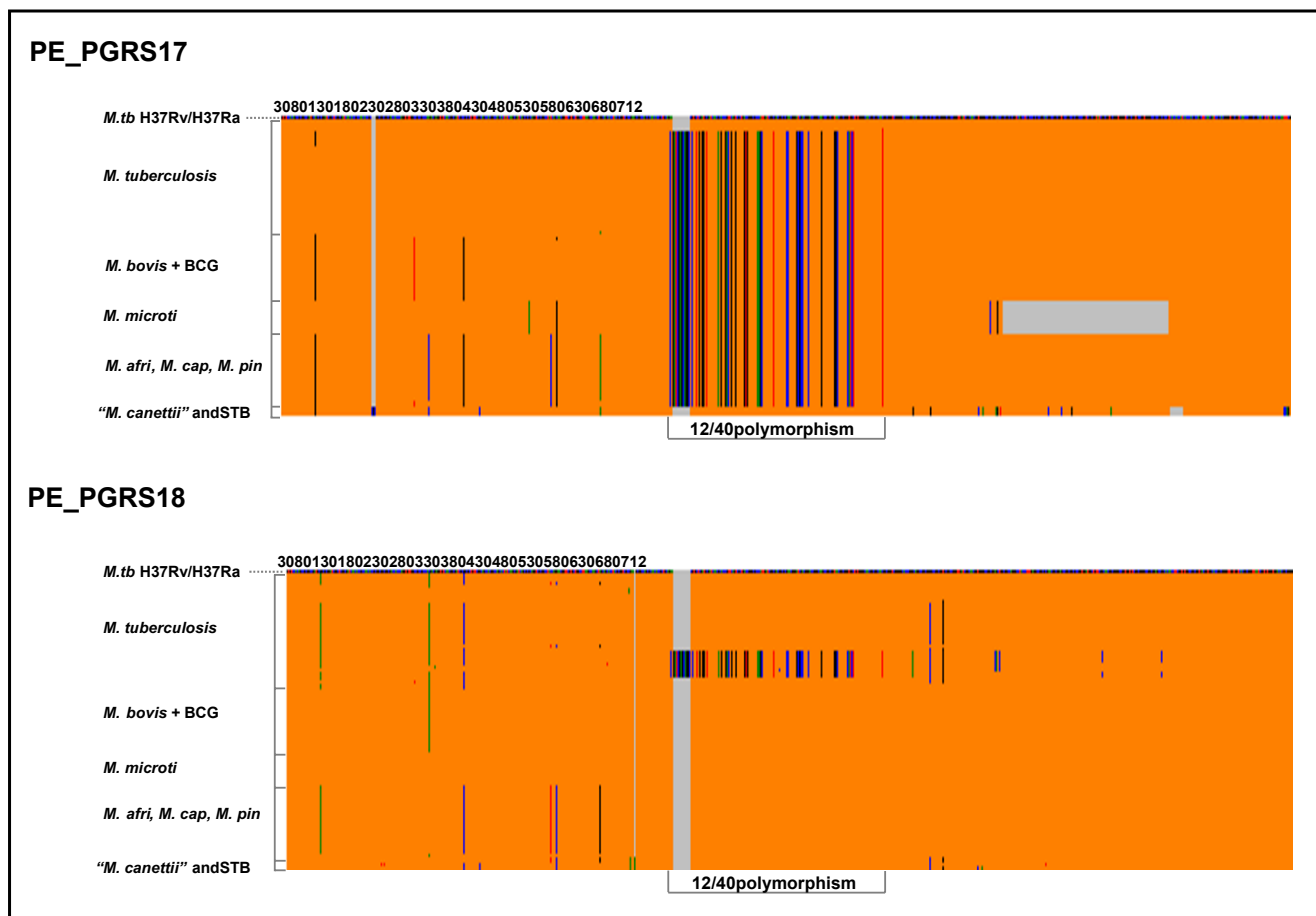 PE_PGRS17
3080130180230280330380430480530580630680712
M.tb H37Rv/H37Ra
M. tuberculosis
M. bovis + BCG
M. microti
M. afri, M. cap, M. pin
“M. canettii” andSTB
12/40polymorphism
PE_PGRS18
3080130180230280330380430480530580630680712
M.tb H37Rv/H37Ra
M. tuberculosis
M. bovis + BCG
M. microti
M. afri, M. cap, M. pin
“M. canettii” andSTB
12/40polymorphism